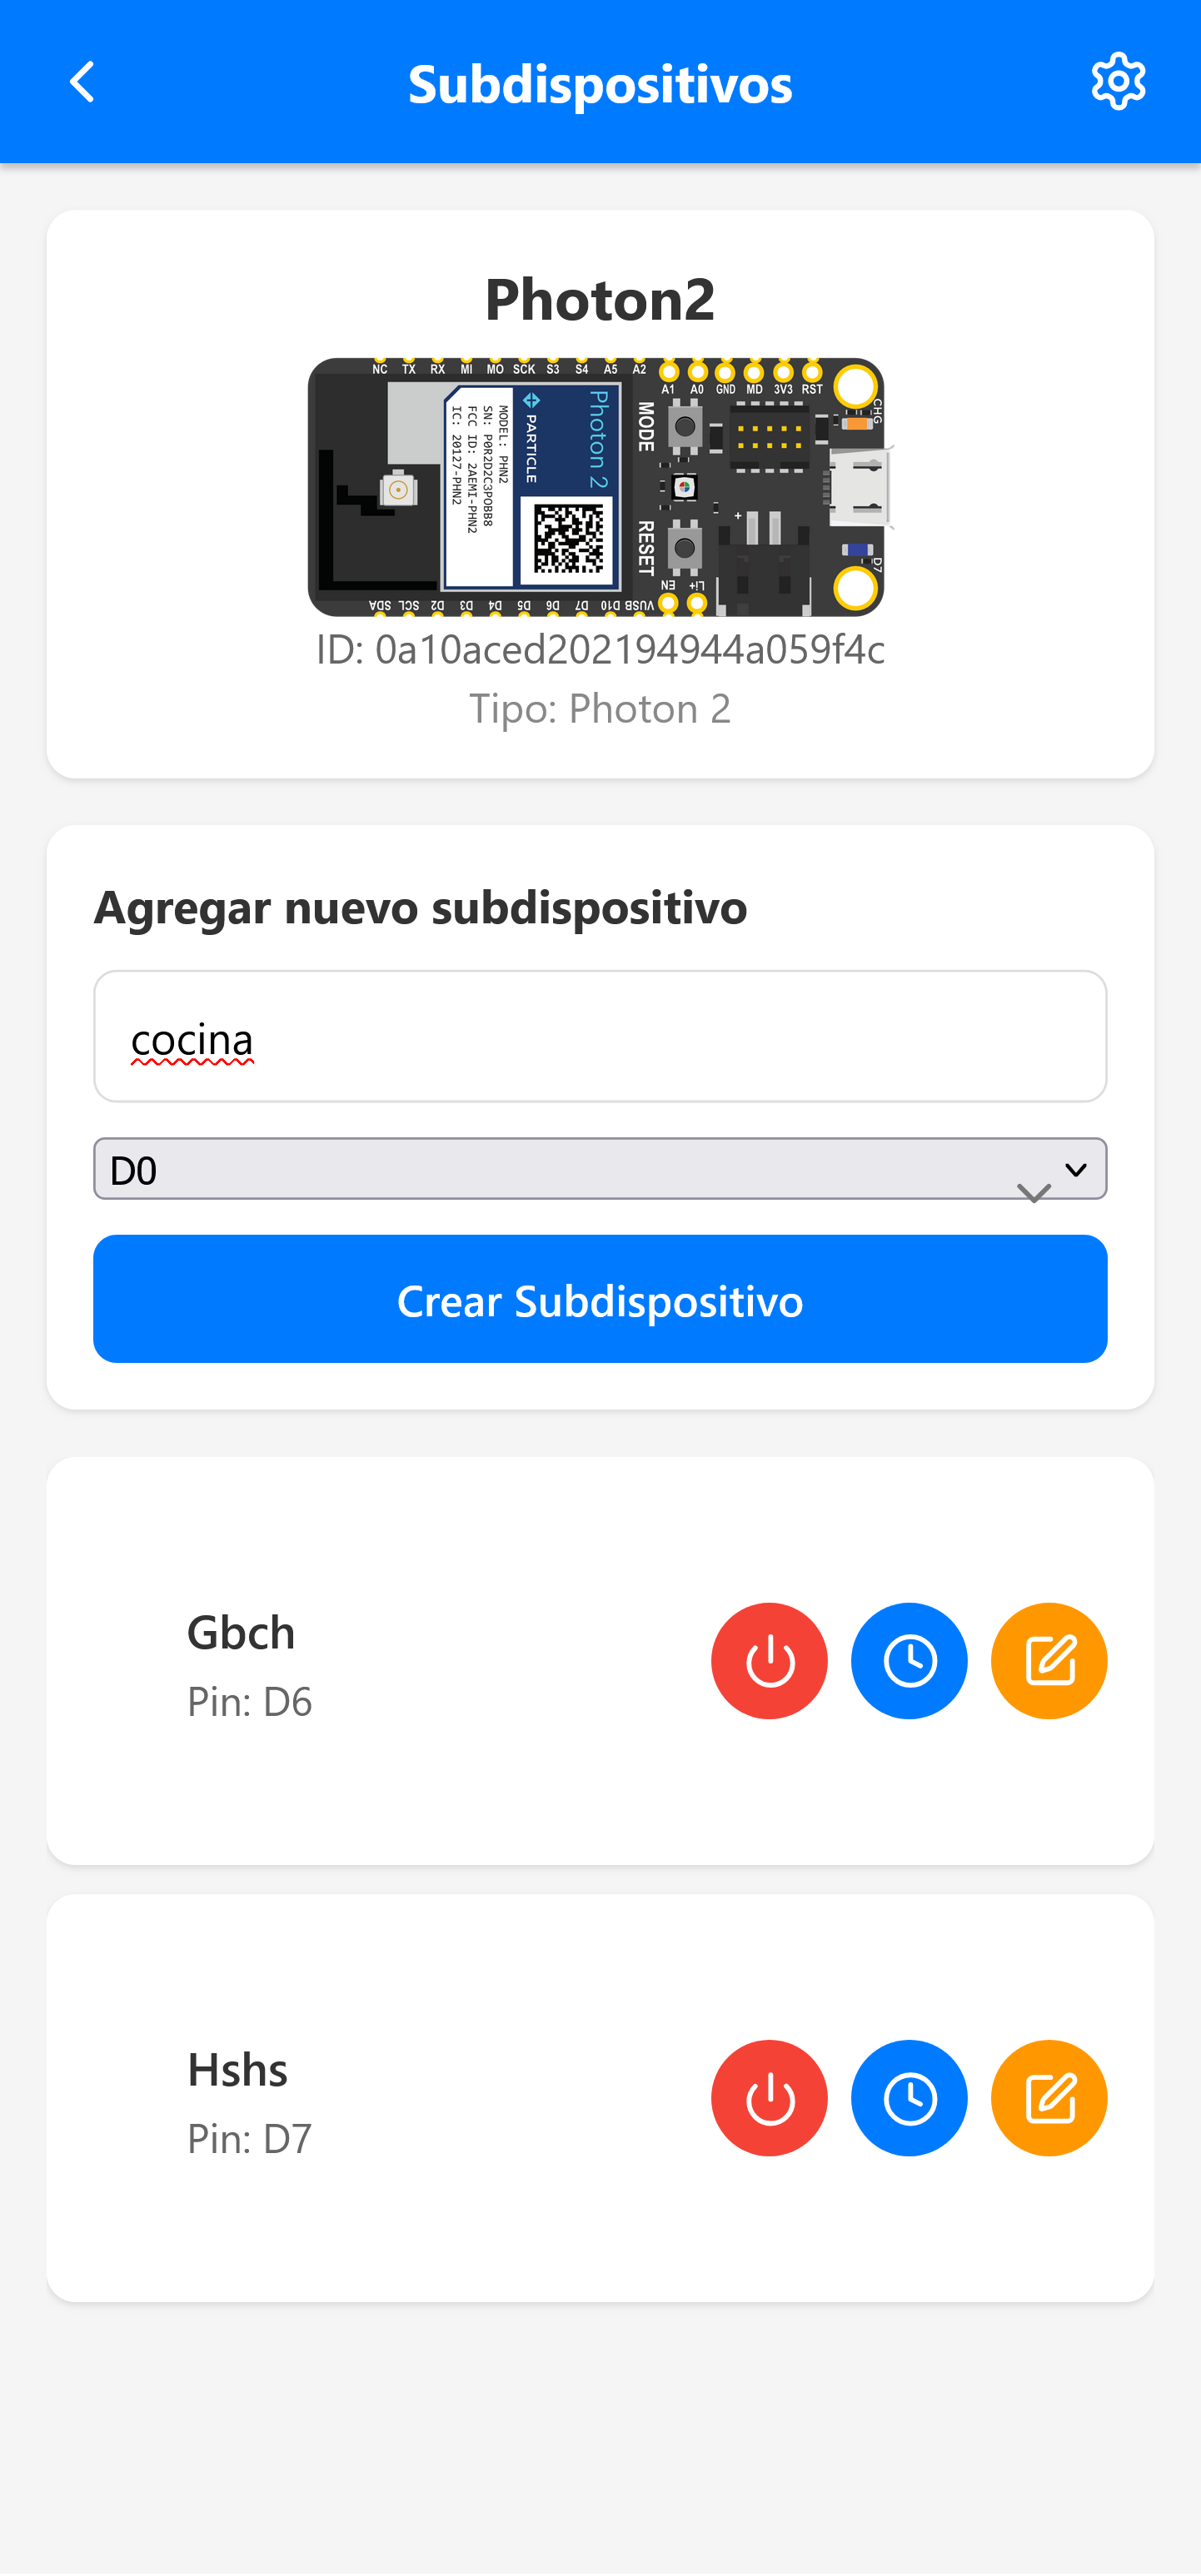 Subdispositivos
Photon2
NC TX RX MI MO SCK S3 S4 A5 A2
A1 A0 GND MD 3V3 RST
CHG
MODE
Photon 2
PARTICLE
MODEL: PHN2
SN: P0R2D2C3POBB8
FCC ID: 2AEMI-PHN2
IC: 20127-PHN2
+
RESET
EN Li+
D7
SDA SCL D2 D3 D4 D5 D6 D7 D10 VUSB
ID: 0a10aced202194944a059f4c
Tipo: Photon 2
Agregar nuevo subdispositivo
cocina
D0
Crear Subdispositivo
Gbch
Pin: D6
Hshs
Pin: D7